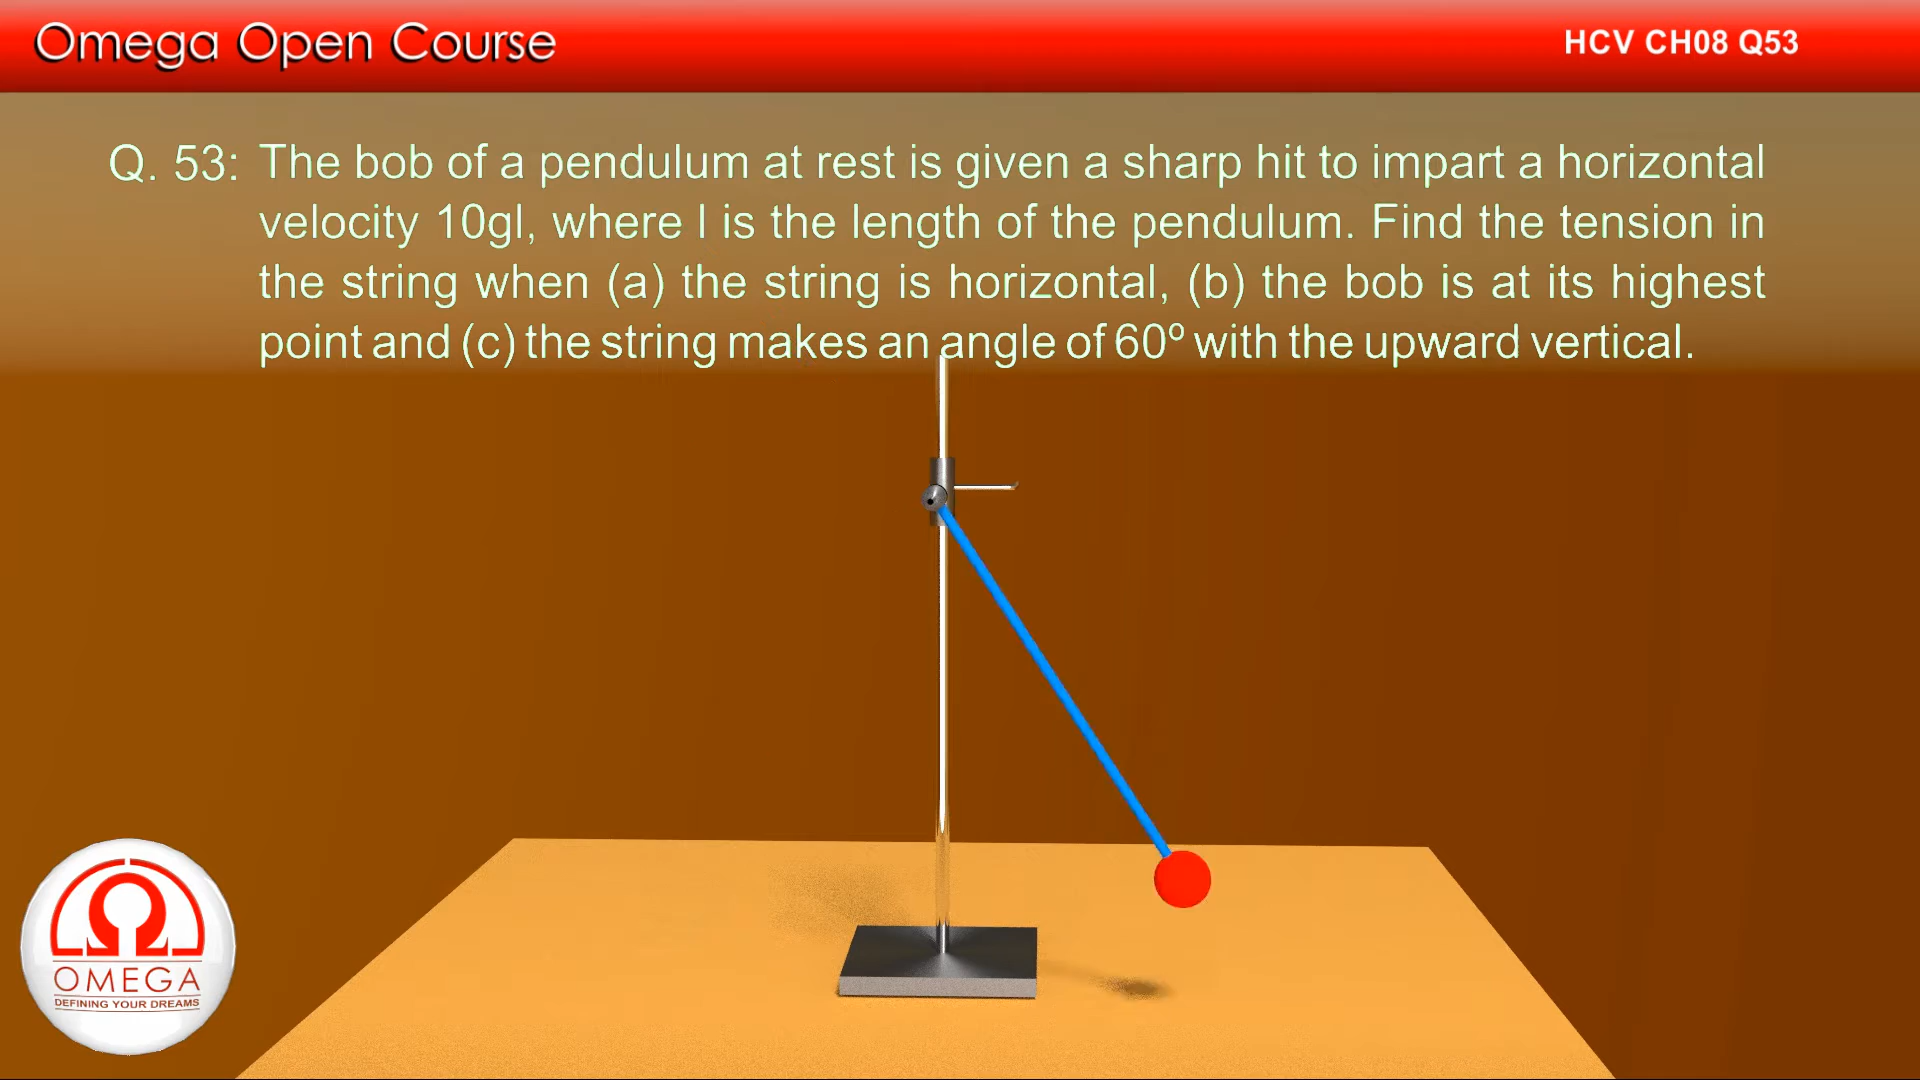 Omega Open Course
HCV CH08 Q53
Q. 53: The bob of a pendulum at rest is given a sharp hit to impart a horizontal
velocity 10gl, where l is the length of the pendulum. Find the tension in
the string when (a) the string is horizontal, (b) the bob is at its highest
point and (c) the string makes an angle of 60º with the upward vertical.
OMEGA
DEFINING YOUR DREAMS